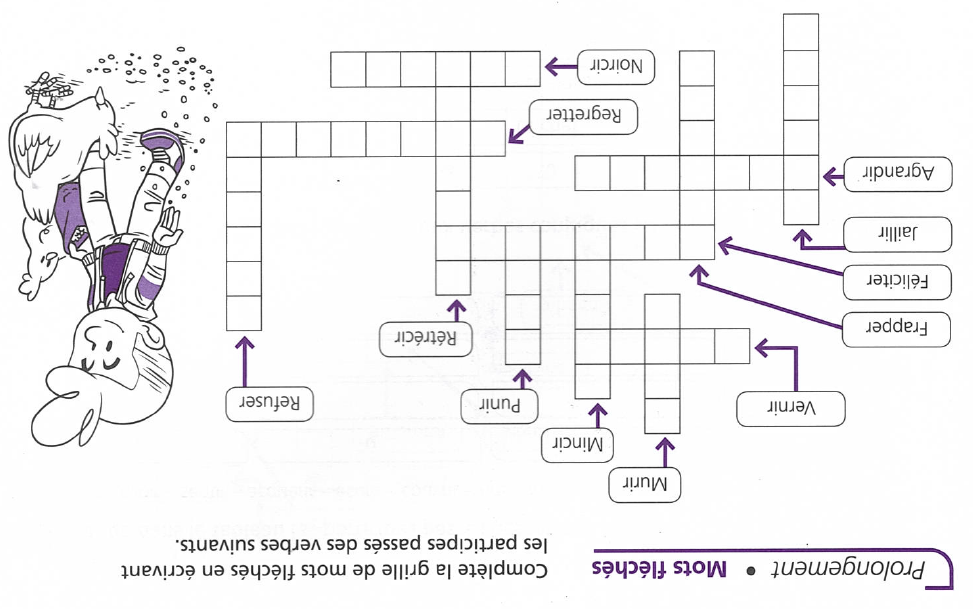 Prolongement • Mots fléchés
Complète la grille de mots fléchés en écrivant
les participes passés des verbes suivants.
Murir
Mincir
Vernir
Punir
Refuser
Rétrécir
Frapper
Féliciter
Jaillir
Agrandir
Regretter
Noircir